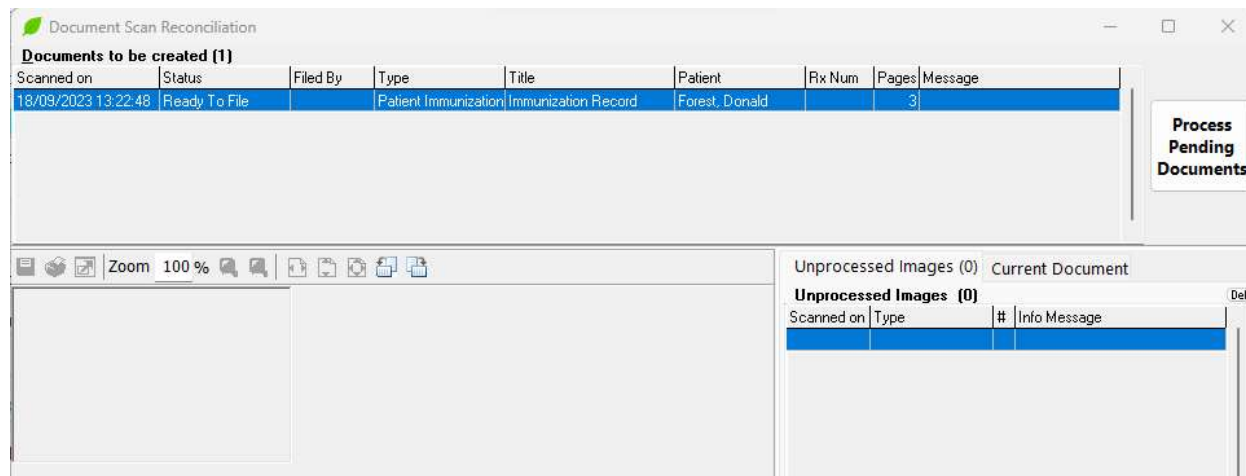 Document Scan Reconciliation
Documents to be created (1)
Scanned on Status Filed By Type Title Patient Rx Num Pages Message
18/09/2023 13:22:48 Ready To File Patient Immunization Immunization Record Forest, Donald 3
Process
Pending
Documents
Zoom 100 %
Unprocessed Images (0) Current Document
Unprocessed Images (0) Del
Scanned on Type # Info Message